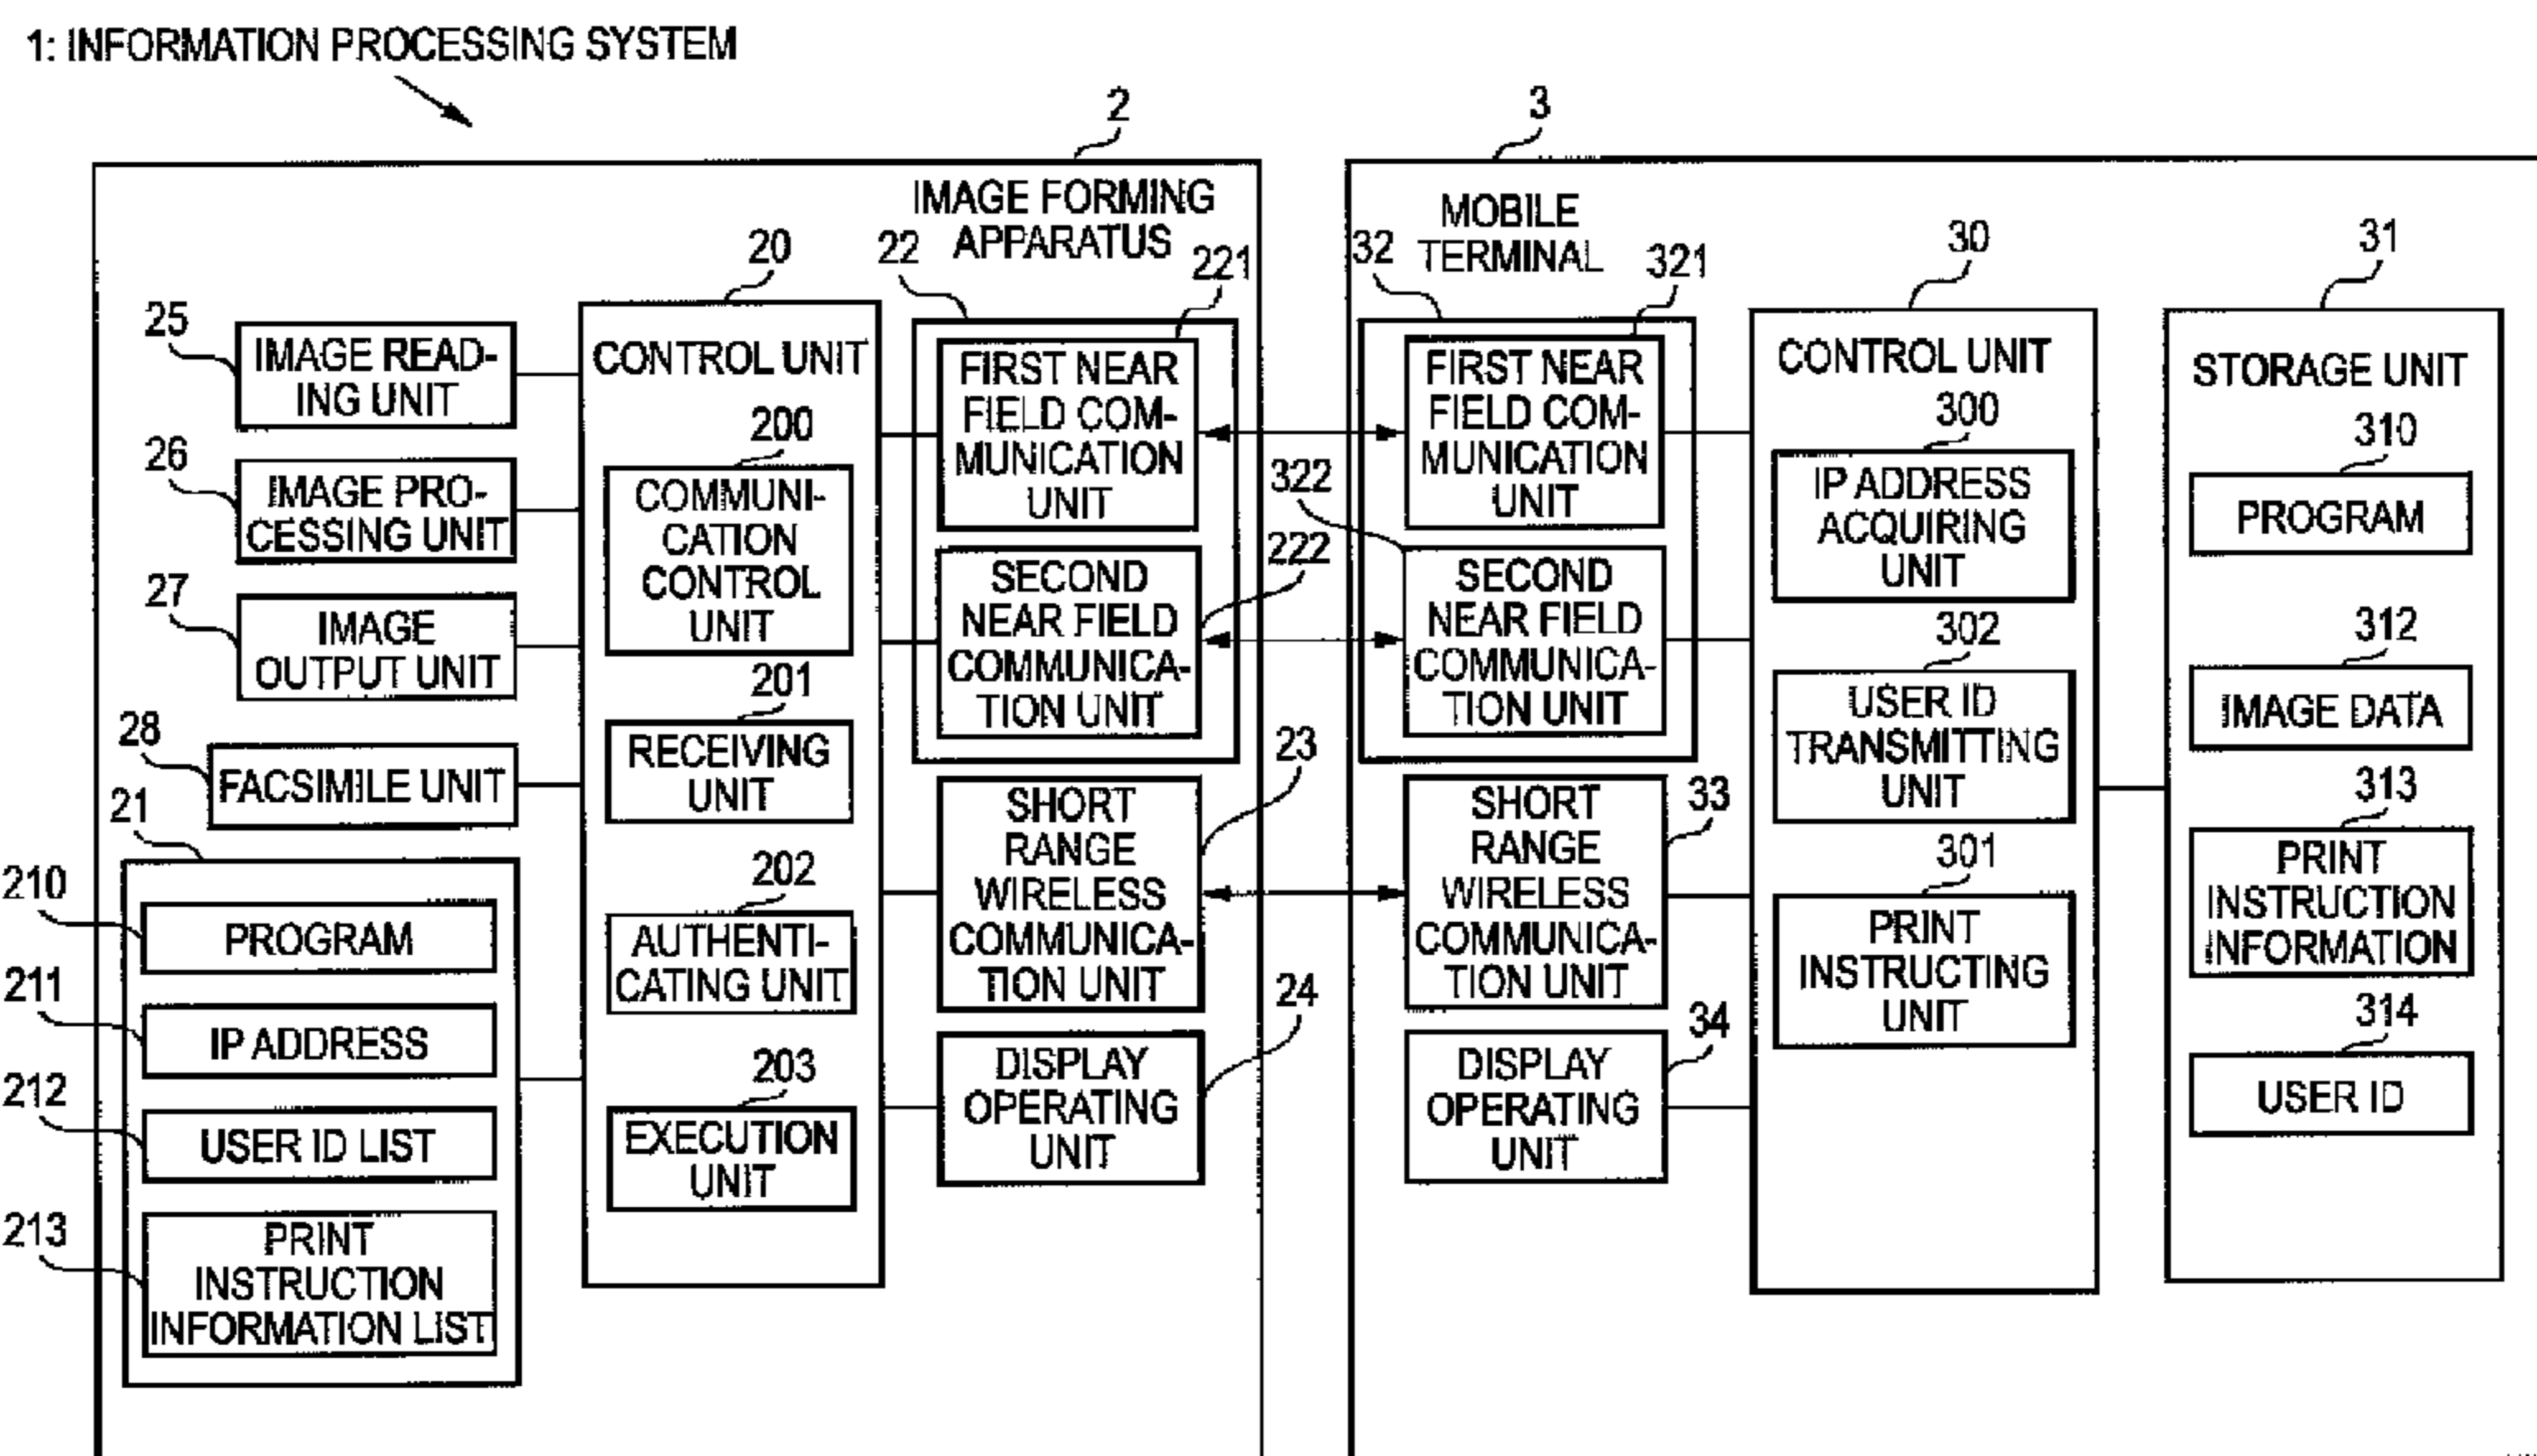 1: INFORMATION PROCESSING SYSTEM
2
IMAGE FORMING
APPARATUS
25
IMAGE READ-
ING UNIT
26
IMAGE PRO-
CESSING UNIT
27
IMAGE
OUTPUT UNIT
28
FACSIMILE UNIT
21
210
PROGRAM
211
IP ADDRESS
212
USER ID LIST
213
PRINT
INSTRUCTION
INFORMATION LIST
20
CONTROL UNIT
200
COMMUNI-
CATION
CONTROL
UNIT
201
RECEIVING
UNIT
202
AUTHENTI-
CATING UNIT
203
EXECUTION
UNIT
22
221
FIRST NEAR
FIELD COM-
MUNICATION
UNIT
222
SECOND
NEAR FIELD
COMMUNICA-
TION UNIT
23
SHORT
RANGE
WIRELESS
COMMUNICA-
TION UNIT
24
DISPLAY
OPERATING
UNIT
3
MOBILE
TERMINAL
32
321
FIRST NEAR
FIELD COM-
MUNICATION
UNIT
322
SECOND
NEAR FIELD
COMMUNICA-
TION UNIT
33
SHORT
RANGE
WIRELESS
COMMUNICA-
TION UNIT
34
DISPLAY
OPERATING
UNIT
30
CONTROL UNIT
300
IP ADDRESS
ACQUIRING
UNIT
302
USER ID
TRANSMITTING
UNIT
301
PRINT
INSTRUCTING
UNIT
31
STORAGE UNIT
310
PROGRAM
312
IMAGE DATA
313
PRINT
INSTRUCTION
INFORMATION
314
USER ID